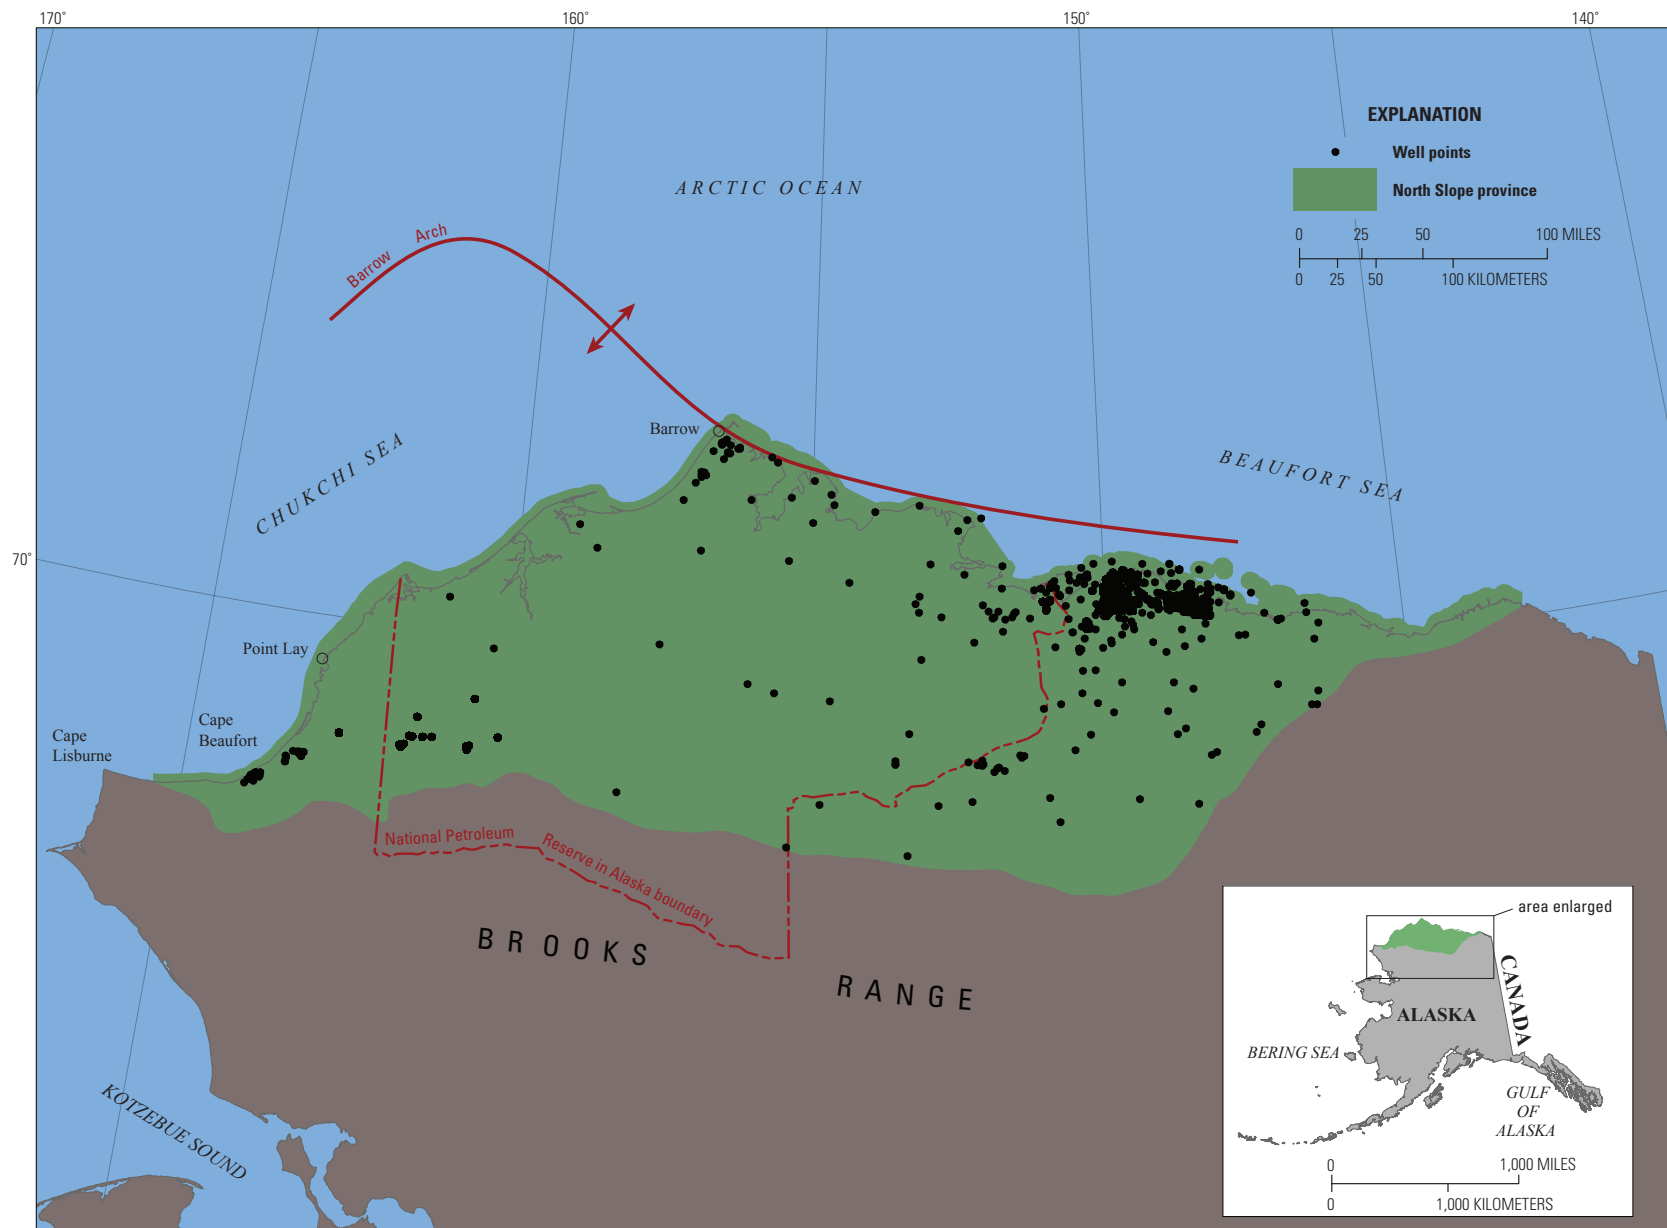 170°
160°
150°
140°
70°
EXPLANATION
Well points
North Slope province
0 25 50 100 MILES
0 25 50 100 KILOMETERS
ARCTIC OCEAN
Barrow Arch
Barrow
CHUKCHI SEA
BEAUFORT SEA
Point Lay
Cape
Beaufort
Cape
Lisburne
National Petroleum Reserve in Alaska boundary
BROOKS RANGE
KOTZEBUE SOUND
area enlarged
CANADA
ALASKA
BERING SEA
GULF
OF
ALASKA
0 1,000 MILES
0 1,000 KILOMETERS